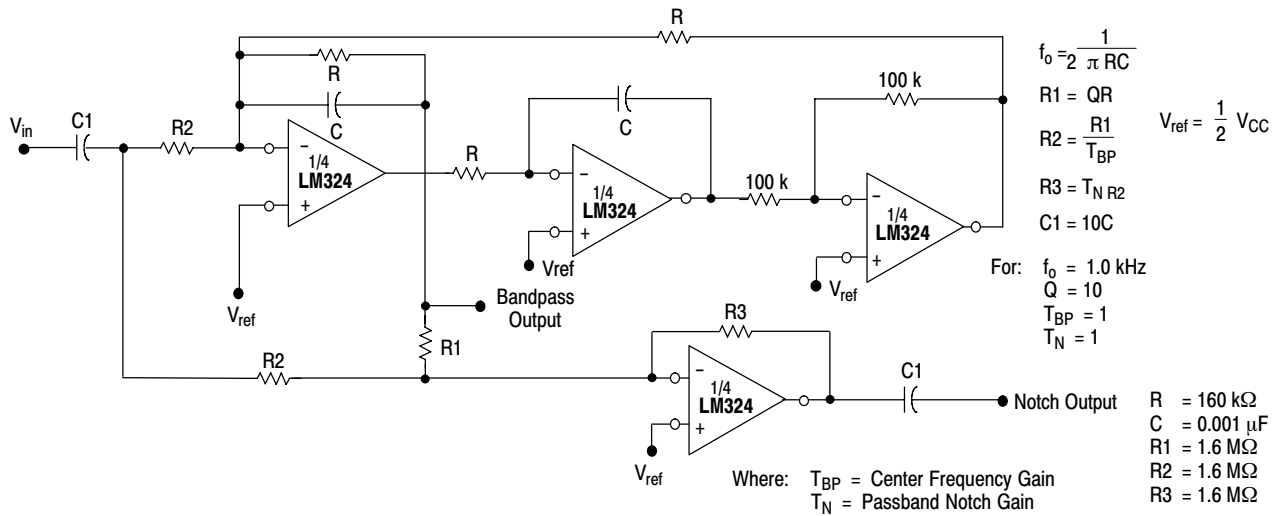 R
R
C
C1
R2
V_in
1/4
LM324
V_ref
R
C
1/4
LM324
Vref
100 k
100 k
1/4
LM324
V_ref
Bandpass
Output
R1
R2
R3
1/4
LM324
V_ref
C1
Notch Output
f_o = 2 1/π RC
R1 = QR
R2 = R1/T_BP
R3 = T_N R2
C1 = 10C
V_ref = 1/2 V_CC
For: f_o = 1.0 kHz
Q = 10
T_BP = 1
T_N = 1
R = 160 kΩ
C = 0.001 μF
R1 = 1.6 MΩ
R2 = 1.6 MΩ
R3 = 1.6 MΩ
Where: T_BP = Center Frequency Gain
T_N = Passband Notch Gain